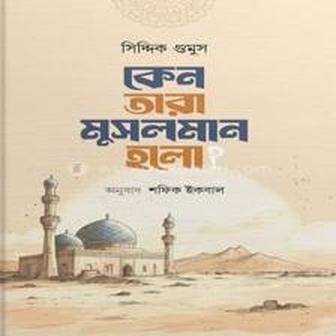 সিদ্দিক গুমুস
কেন
তারা
মুসলমান
হলো?
অনুবাদ শফিক ইকবাল